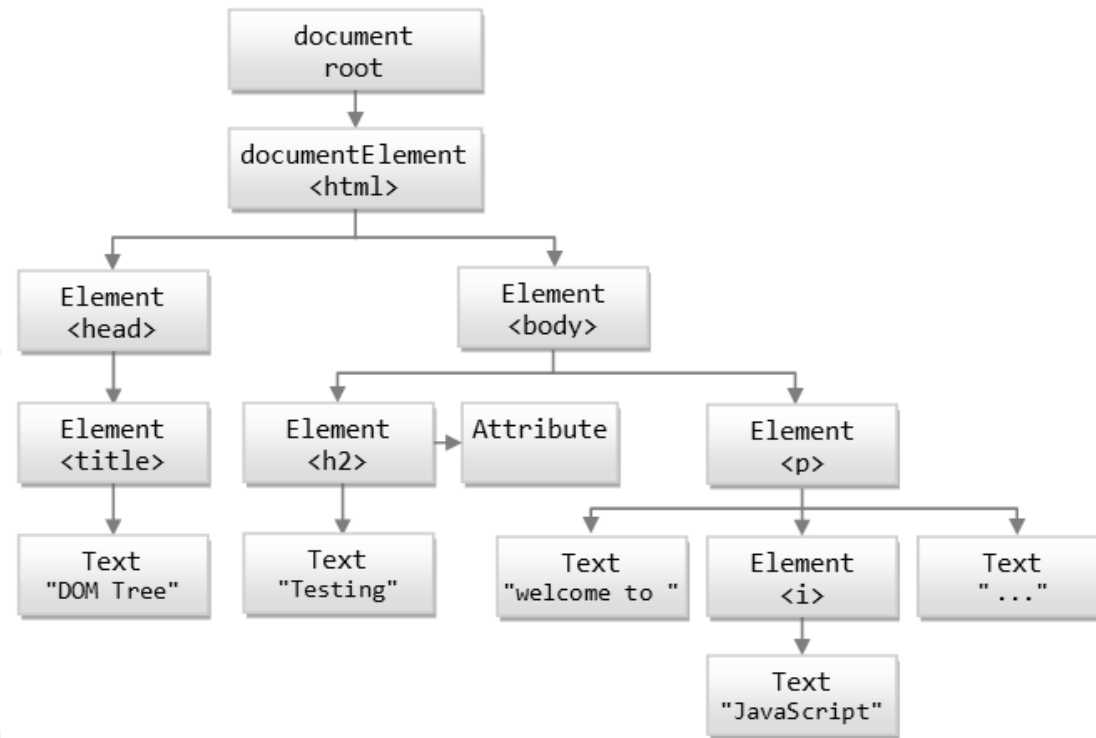 document
root
documentElement
<html>
Element
<head>
Element
<body>
Element
<title>
Element
<h2>
Attribute
Element
<p>
Text
"DOM Tree"
Text
"Testing"
Text
"welcome to "
Element
<i>
Text
" ..."
Text
"JavaScript"